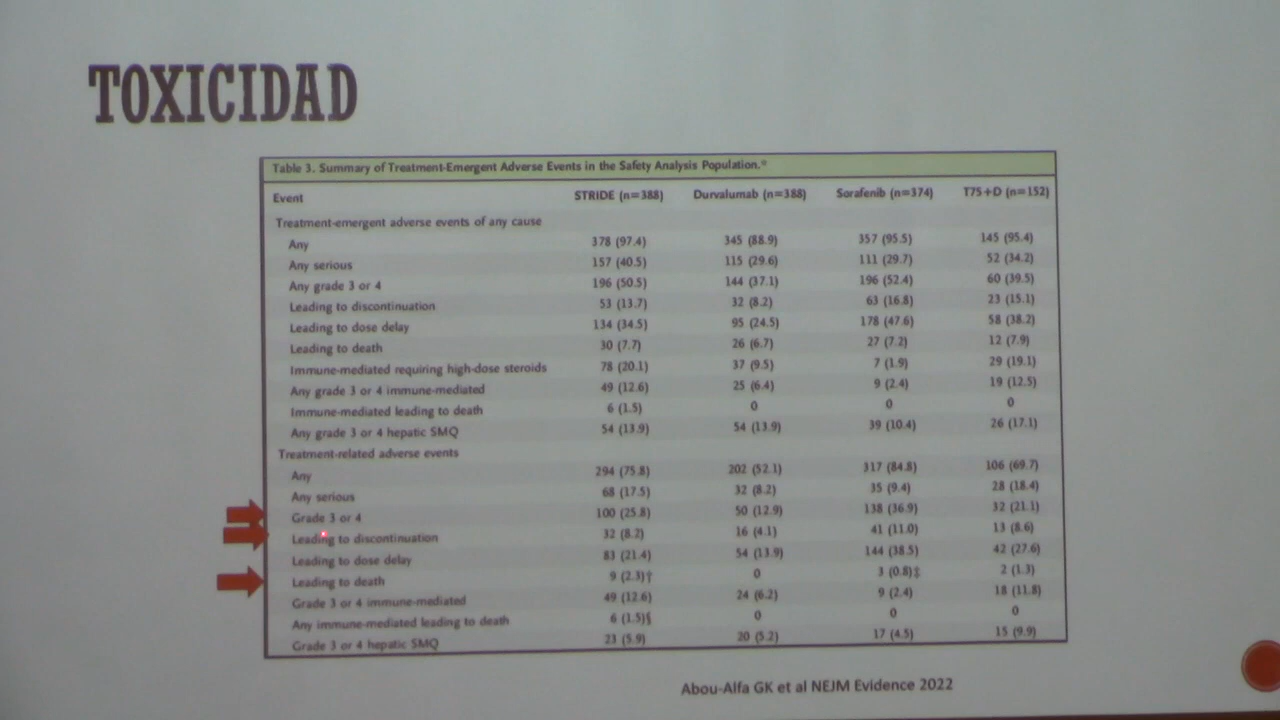 TOXICIDAD
Table 3. Summary of Treatment-Emergent Adverse Events in the Safety Analysis Population.*
Event STRIDE (n=388) Durvalumab (n=388) Sorafenib (n=374) T75+D (n=152)
Treatment-emergent adverse events of any cause
Any 378 (97.4) 345 (88.9) 357 (95.5) 145 (95.4)
Any serious 157 (40.5) 115 (29.6) 111 (29.7) 52 (34.2)
Any grade 3 or 4 196 (50.5) 144 (37.1) 196 (52.4) 60 (39.5)
Leading to discontinuation 53 (13.7) 32 (8.2) 63 (16.8) 23 (15.1)
Leading to dose delay 134 (34.5) 95 (24.5) 178 (47.6) 58 (38.2)
Leading to death 30 (7.7) 26 (6.7) 27 (7.2) 12 (7.9)
Immune-mediated requiring high-dose steroids 78 (20.1) 37 (9.5) 7 (1.9) 29 (19.1)
Any grade 3 or 4 immune-mediated 49 (12.6) 25 (6.4) 9 (2.4) 19 (12.5)
Immune-mediated leading to death 6 (1.5) 0 0 0
Any grade 3 or 4 hepatic SMQ 54 (13.9) 54 (13.9) 39 (10.4) 26 (17.1)
Treatment-related adverse events
Any 294 (75.8) 202 (52.1) 317 (84.8) 106 (69.7)
Any serious 68 (17.5) 32 (8.2) 35 (9.4) 28 (18.4)
Grade 3 or 4 100 (25.8) 50 (12.9) 138 (36.9) 32 (21.1)
Leading to discontinuation 32 (8.2) 16 (4.1) 41 (11.0) 13 (8.6)
Leading to dose delay 83 (21.4) 54 (13.9) 144 (38.5) 42 (27.6)
Leading to death 9 (2.3)† 0 3 (0.8)‡ 2 (1.3)
Grade 3 or 4 immune-mediated 49 (12.6) 24 (6.2) 9 (2.4) 18 (11.8)
Any immune-mediated leading to death 6 (1.5)§ 0 0 0
Grade 3 or 4 hepatic SMQ 23 (5.9) 20 (5.2) 17 (4.5) 15 (9.9)
Abou-Alfa GK et al NEJM Evidence 2022